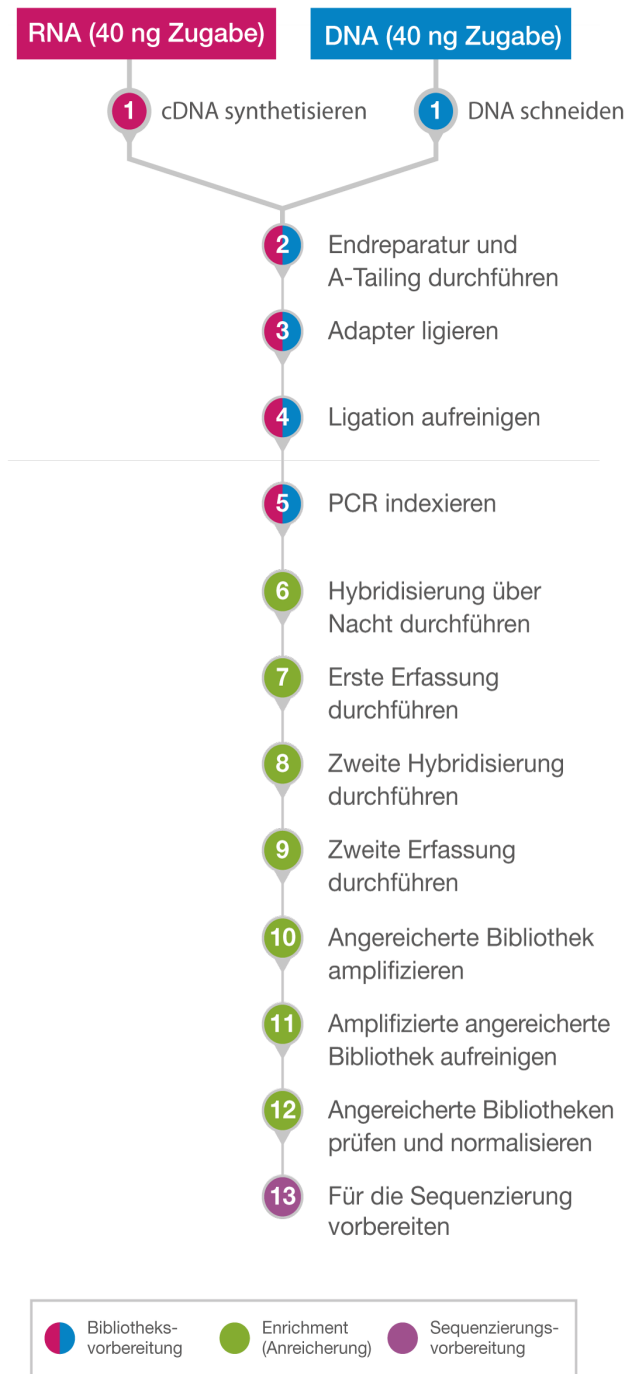 RNA (40 ng Zugabe)
DNA (40 ng Zugabe)
1 cDNA synthetisieren
1 DNA schneiden
2 Endreparatur und
A-Tailing durchführen
3 Adapter ligieren
4 Ligation aufreinigen
5 PCR indexieren
6 Hybridisierung über
Nacht durchführen
7 Erste Erfassung
durchführen
8 Zweite Hybridisierung
durchführen
9 Zweite Erfassung
durchführen
10 Angereicherte Bibliothek
amplifizieren
11 Amplifizierte angereicherte
Bibliothek aufreinigen
12 Angereicherte Bibliotheken
prüfen und normalisieren
13 Für die Sequenzierung
vorbereiten
Bibliotheks-
vorbereitung
Enrichment
(Anreicherung)
Sequenzierungs-
vorbereitung